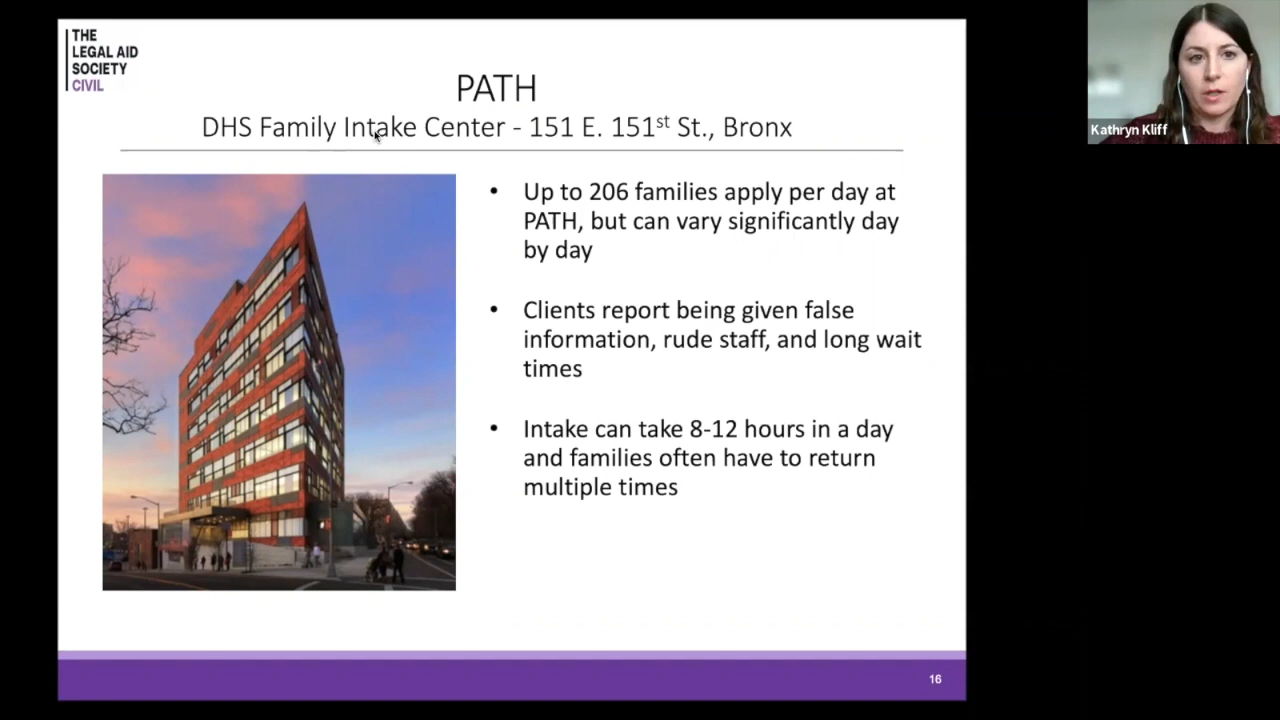 THE
LEGAL AID
SOCIETY
CIVIL
PATH
DHS Family Intake Center - 151 E. 151st St., Bronx
• Up to 206 families apply per day at
PATH, but can vary significantly day
by day
• Clients report being given false
information, rude staff, and long wait
times
• Intake can take 8-12 hours in a day
and families often have to return
multiple times
16
Kathryn Kliff